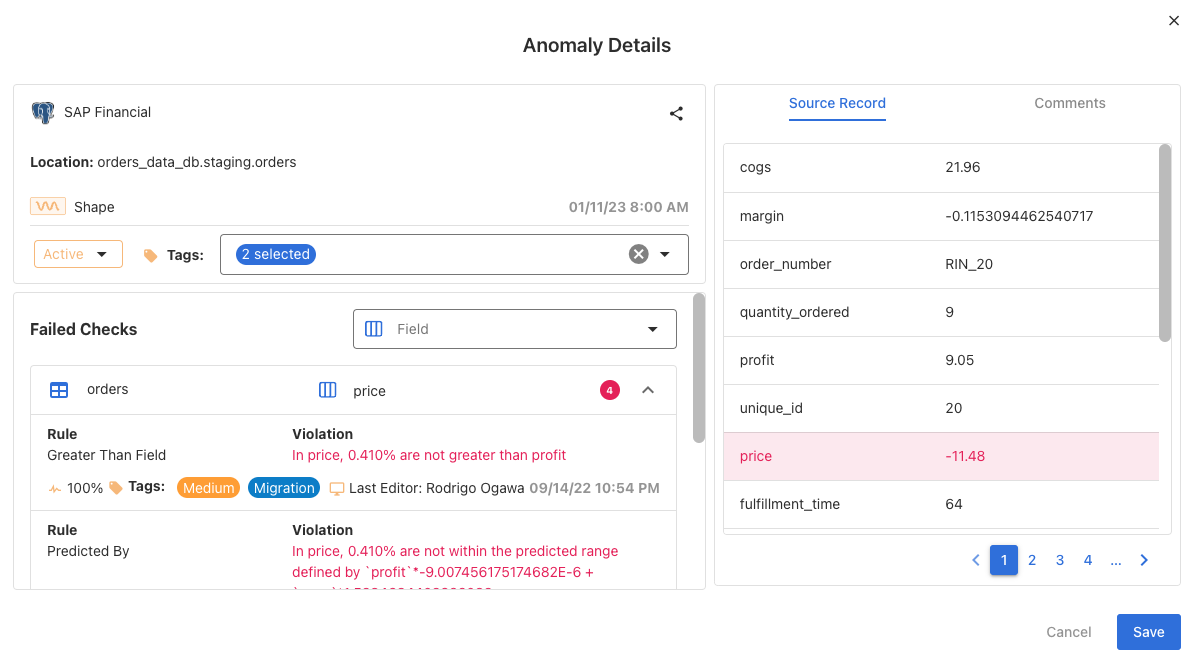 Anomaly Details
SAP Financial
Location: orders_data_db.staging.orders
Shape
01/11/23 8:00 AM
Active
Tags:
2 selected
Failed Checks
Field
orders
price
4
Rule
Violation
Greater Than Field
In price, 0.410% are not greater than profit
100%
Tags:
Medium
Migration
Last Editor: Rodrigo Ogawa 09/14/22 10:54 PM
Rule
Violation
Predicted By
In price, 0.410% are not within the predicted range
defined by `profit`*-9.007456175174682E-6 +
Source Record
Comments
cogs 21.96
margin -0.1153094462540717
order_number RIN_20
quantity_ordered 9
profit 9.05
unique_id 20
price -11.48
fulfillment_time 64
1 2 3 4 ...
Cancel
Save